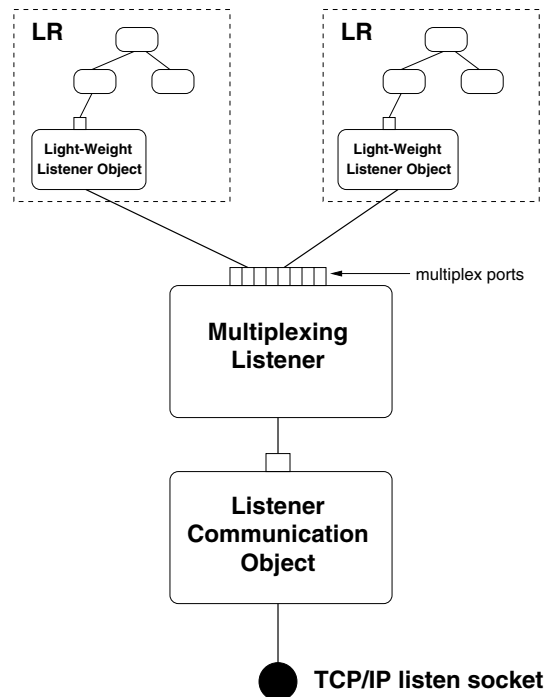 LR
LR
Light-Weight
Listener Object
Light-Weight
Listener Object
multiplex ports
Multiplexing
Listener
Listener
Communication
Object
TCP/IP listen socket